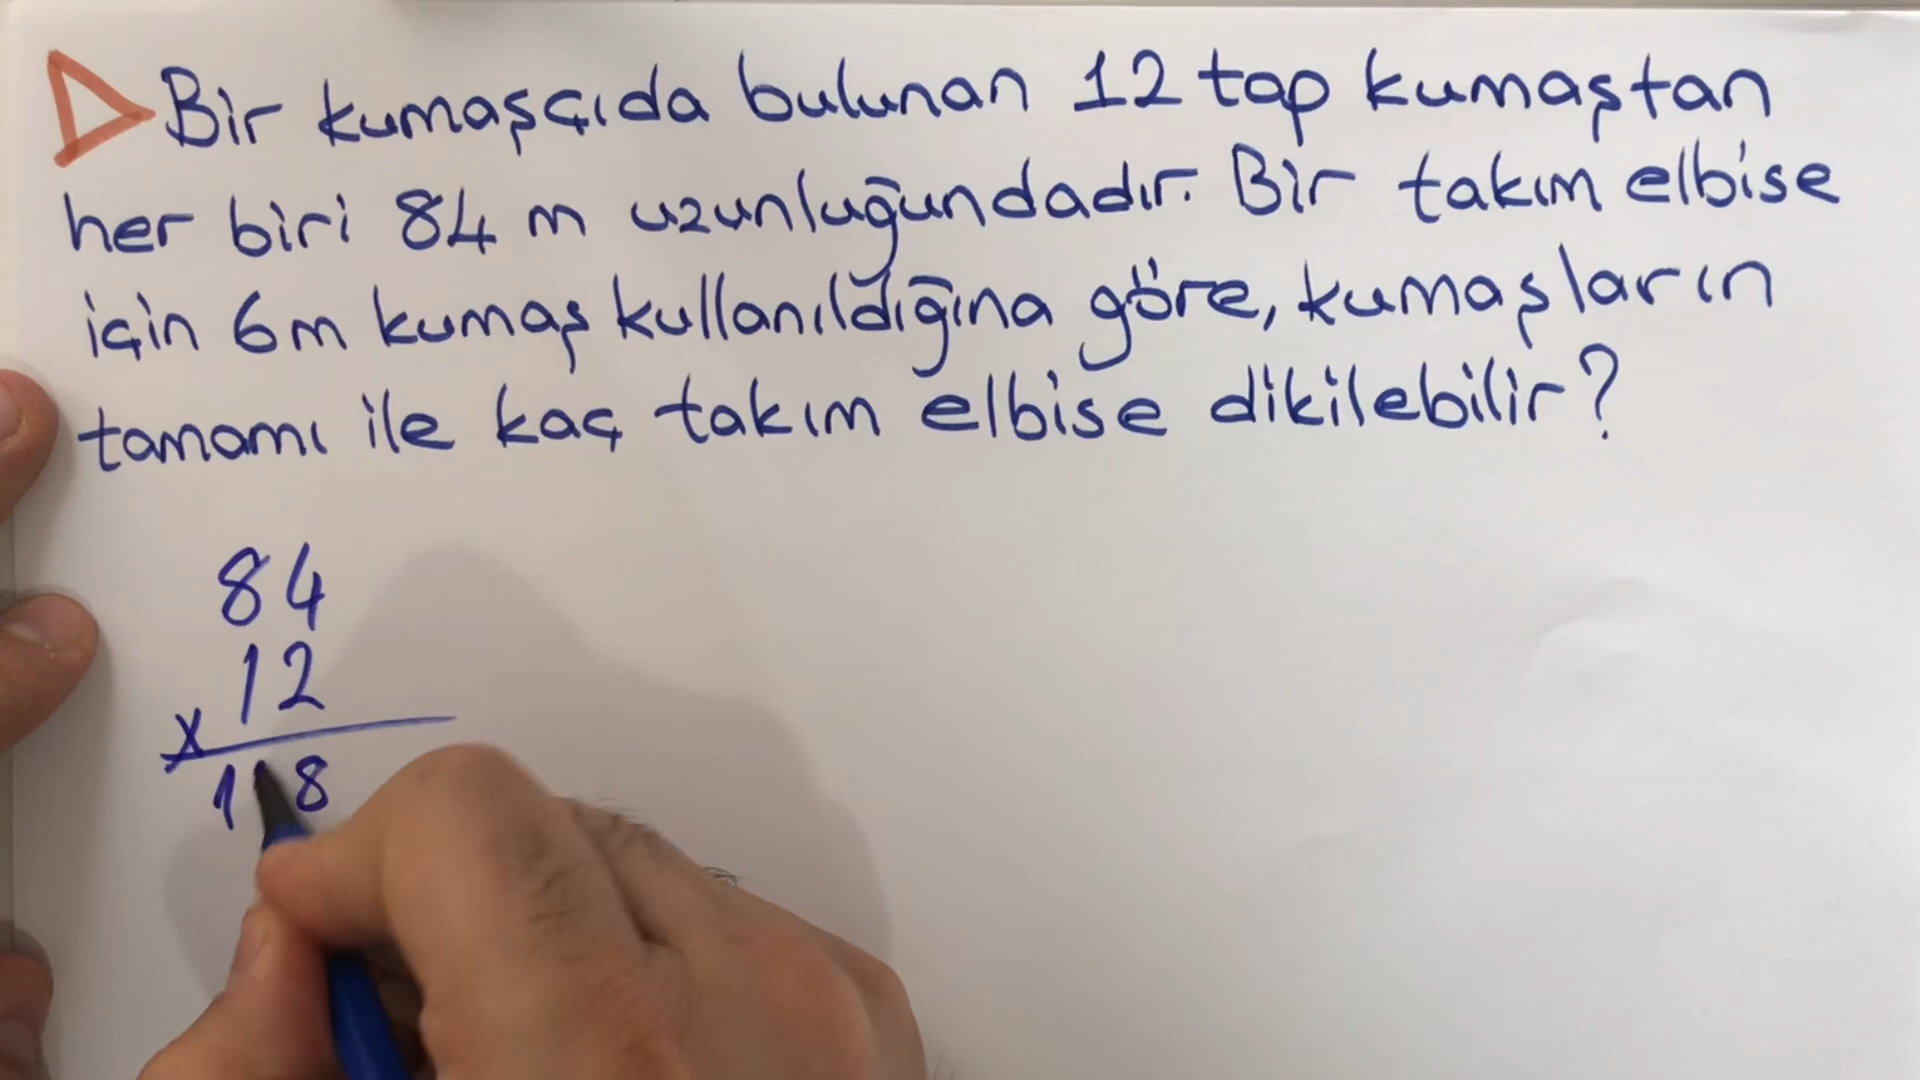 Bir kumaşçıda bulunan 12 top kumaştan
her biri 84 m uzunluğundadır. Bir takım elbise
için 6m kumaş kullanıldığına göre, kumaşların
tamamı ile kaç takım elbise dikilebilir?
84
12
x
1 8